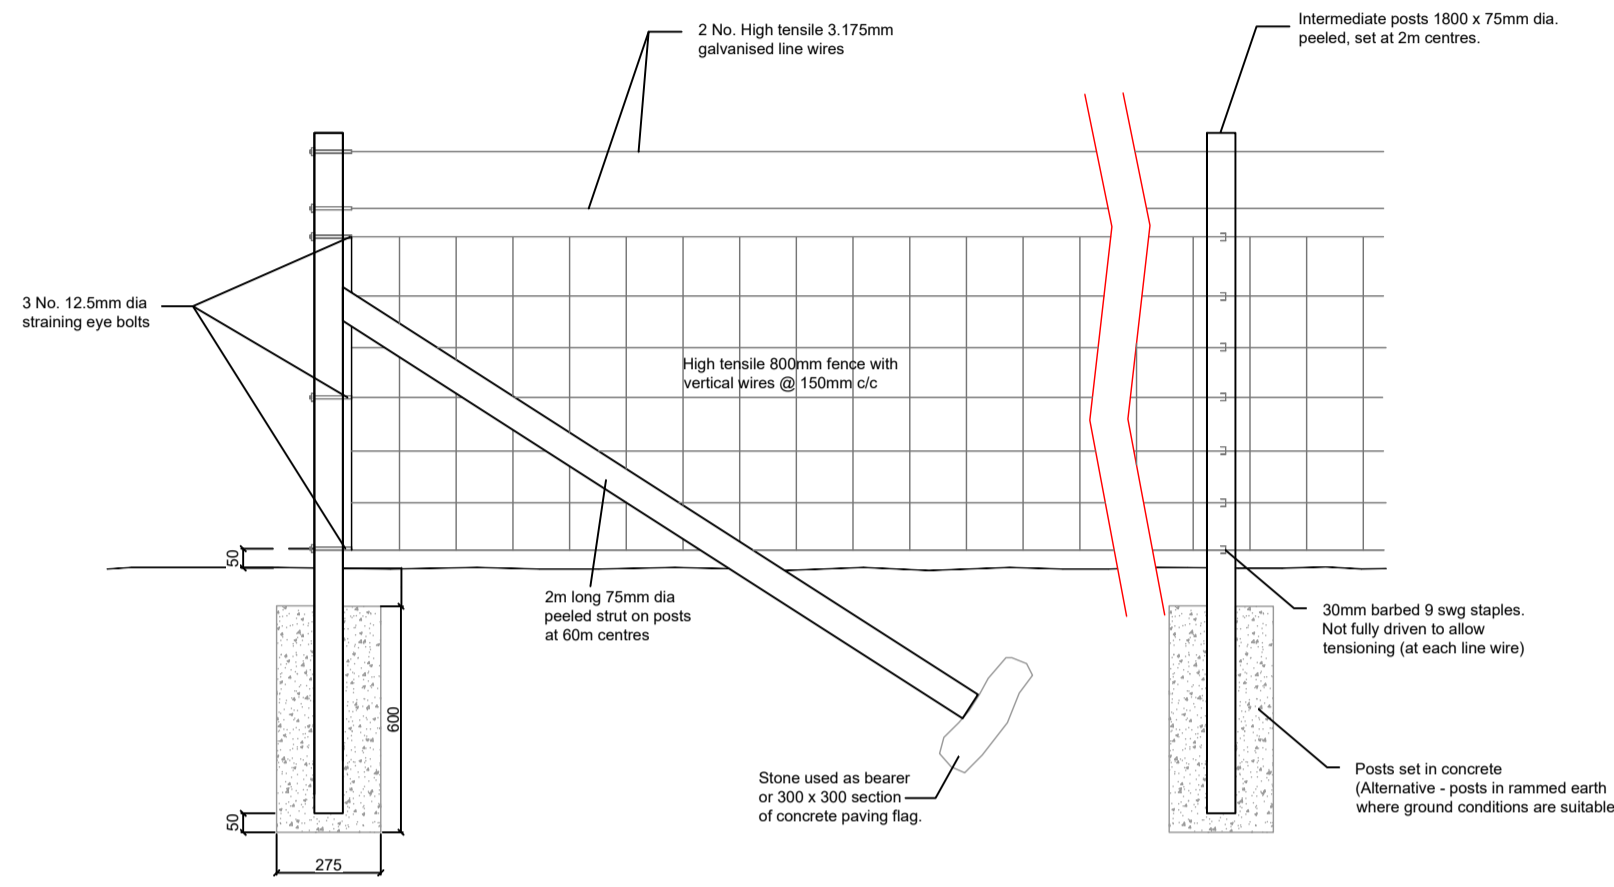 2 No. High tensile 3.175mm
galvanised line wires
Intermediate posts 1800 x 75mm dia.
peeled, set at 2m centres.
3 No. 12.5mm dia
straining eye bolts
High tensile 800mm fence with
vertical wires @ 150mm c/c
50
2m long 75mm dia
peeled strut on posts
at 60m centres
30mm barbed 9 swg staples.
Not fully driven to allow
tensioning (at each line wire)
600
Stone used as bearer
or 300 x 300 section
of concrete paving flag.
Posts set in concrete
(Alternative - posts in rammed earth
where ground conditions are suitable
50
275